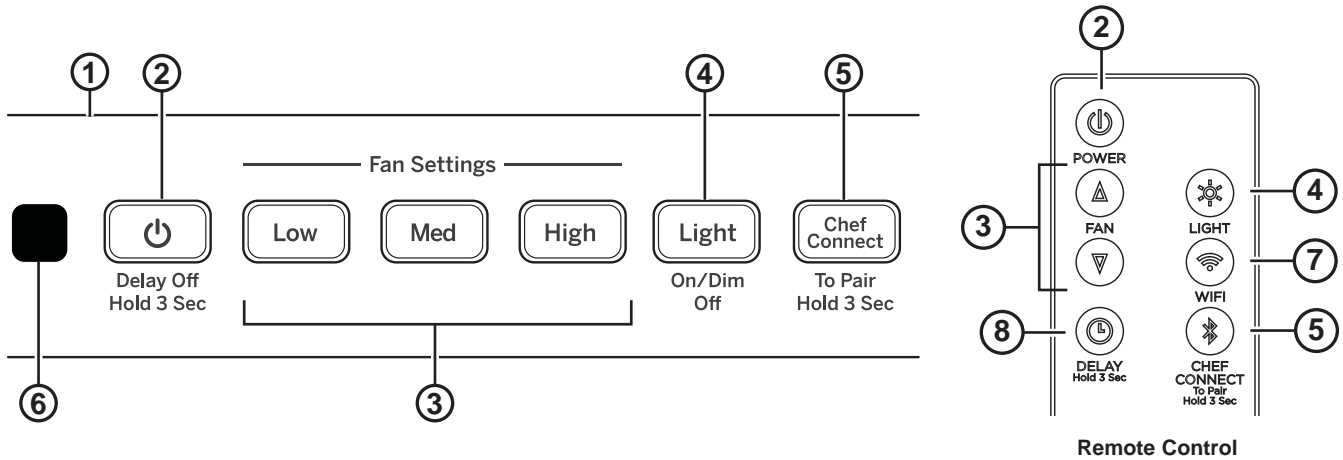 1
2
4
5
Fan Settings
Low
Med
High
Light
Chef
Connect
Delay Off
Hold 3 Sec
On/Dim
Off
To Pair
Hold 3 Sec
6
3
2
POWER
3
4
FAN
LIGHT
7
WIFI
8
5
DELAY
Hold 3 Sec
CHEF
CONNECT
To Pair
Hold 3 Sec
Remote Control